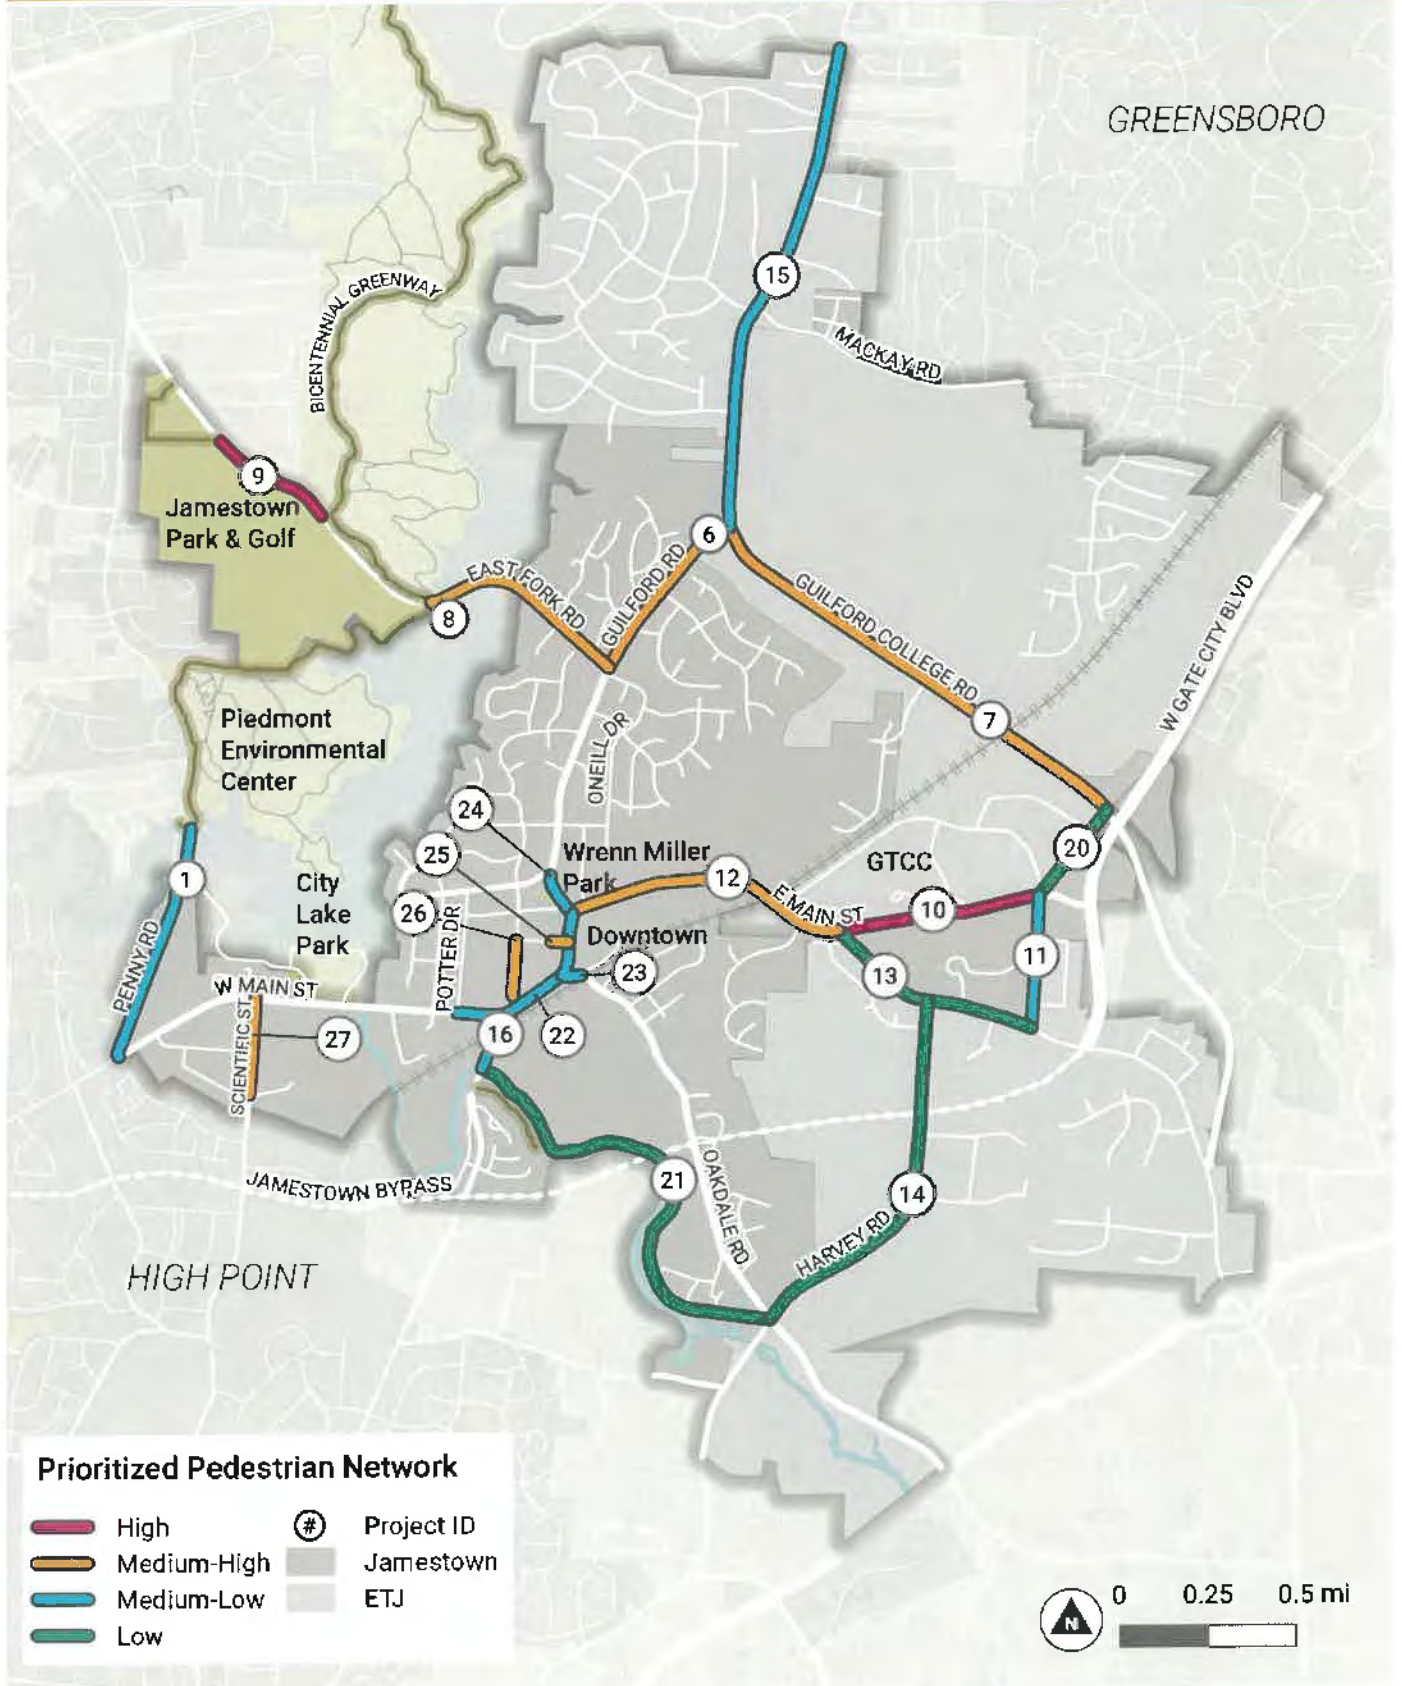 GREENSBORO
15
BICENTENNIAL GREENWAY
MACKAY RD
9
Jamestown
Park & Golf
6
EAST FORK RD
GUILFORD RD
GUILFORD COLLEGE RD
W GATE CITY BLVD
8
7
Piedmont
Environmental
Center
ONEILL DR
24
25
Wrenn Miller
Park
12
GTCC
20
1
City
Lake
Park
26
POTTER DR
E MAIN ST
10
Downtown
11
PENNY RD
23
13
W MAIN ST
SCIENTIFIC ST
27
16
22
OAKDALE RD
21
JAMESTOWN BYPASS
14
HARVEY RD
HIGH POINT
Prioritized Pedestrian Network
High
# Project ID
Medium-High
Jamestown
Medium-Low
ETJ
Low
N
0 0.25 0.5 mi